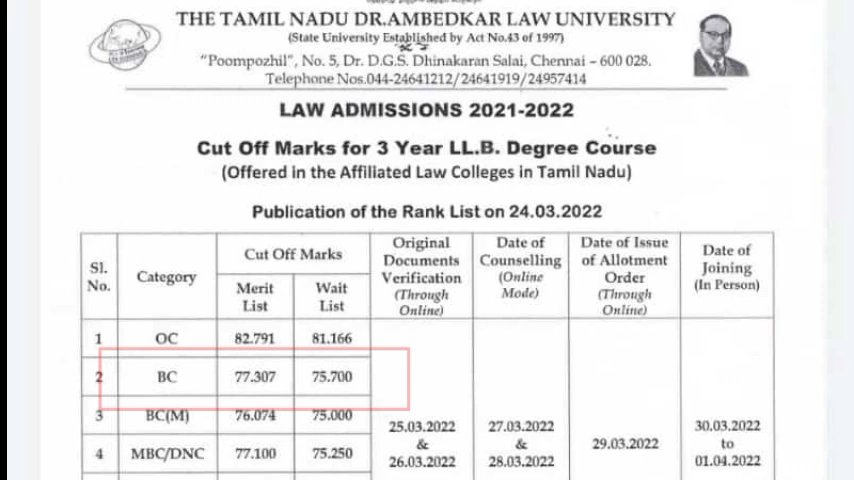 THE TAMIL NADU DR.AMBEDKAR LAW UNIVERSITY
(State University Established by Act No.43 of 1997)
"Poompozhil", No. 5, Dr. D.G.S. Dhinakaran Salai, Chennai – 600 028.
Telephone Nos.044-24641212/24641919/24957414
LAW ADMISSIONS 2021-2022
Cut Off Marks for 3 Year LL.B. Degree Course
(Offered in the Affiliated Law Colleges in Tamil Nadu)
Publication of the Rank List on 24.03.2022
Sl. No. Category Cut Off Marks Original Documents Verification (Through Online) Date of Counselling (Online Mode) Date of Issue of Allotment Order (Through Online) Date of Joining (In Person)
Merit List Wait List
1 OC 82.791 81.166
2 BC 77.307 75.700
3 BC(M) 76.074 75.000
4 MBC/DNC 77.100 75.250
25.03.2022 & 26.03.2022 27.03.2022 & 28.03.2022 29.03.2022 30.03.2022 to 01.04.2022